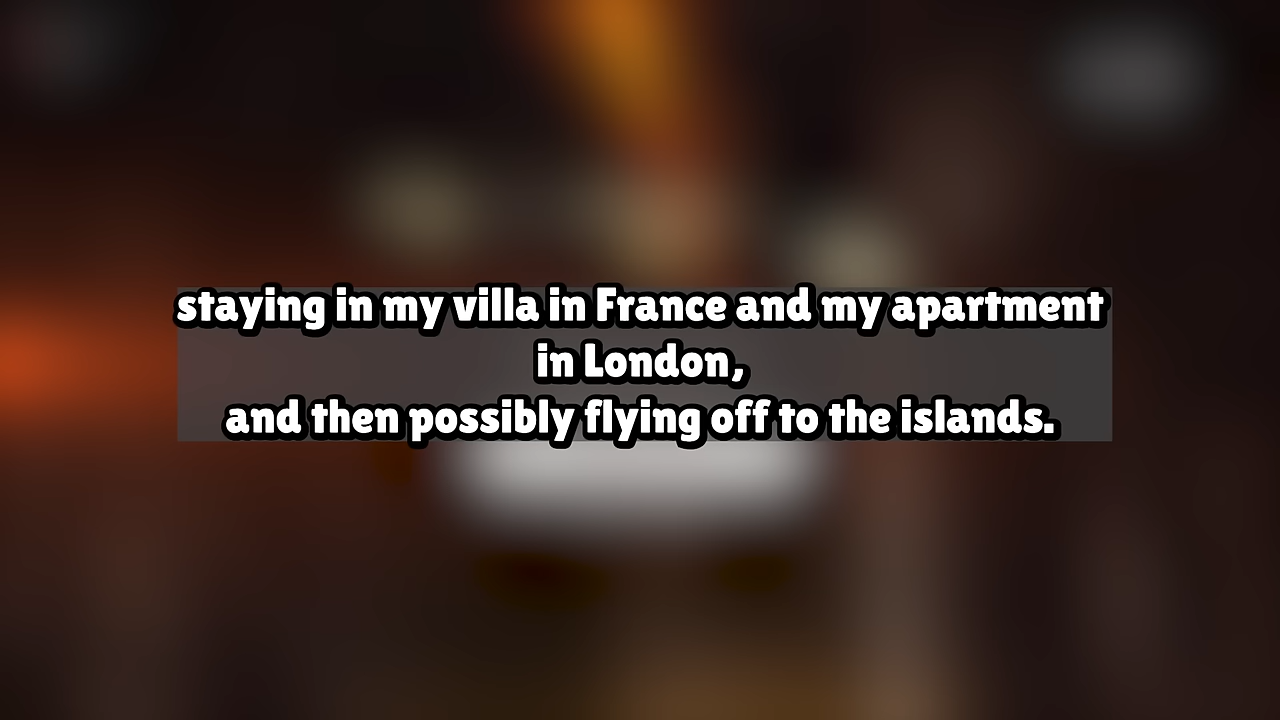 staying in my villa in France and my apartment
in London,
and then possibly flying off to the islands.